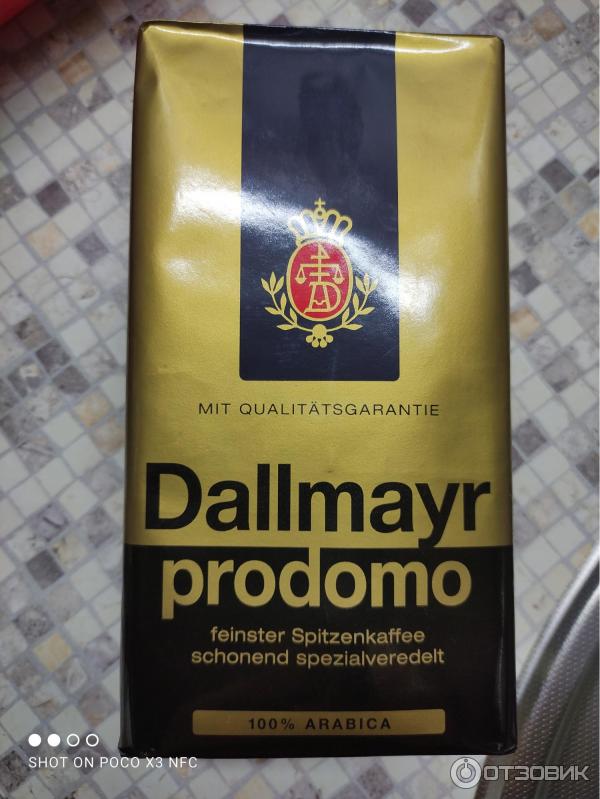 MIT QUALITÄTSGARANTIE
Dallmayr
prodomo
feinster Spitzenkaffee
schonend spezialveredelt
100% ARABICA
SHOT ON POCO X3 NFC
ОТЗОВИК